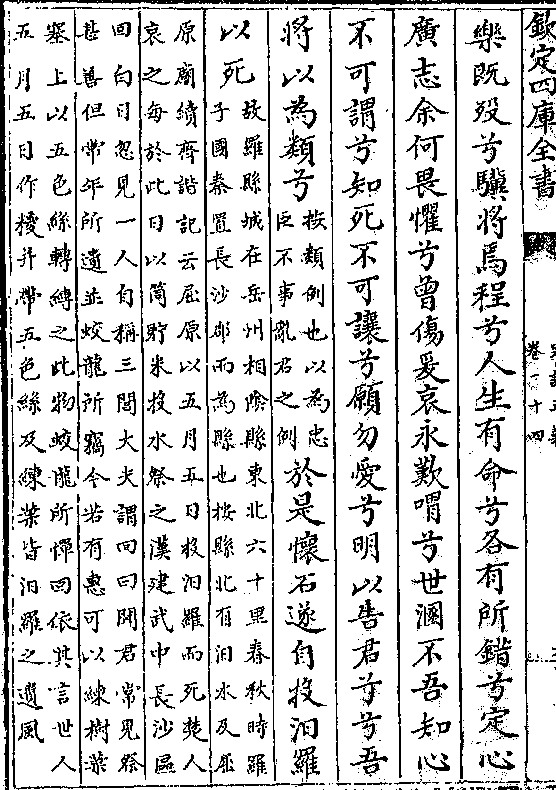 欽定四庫全書
樂既歿兮驥將焉程兮人生有命兮各有所錯兮定心
廣志余何畏懼兮曾傷爰哀永歎喟兮世溷不吾知心
不可謂兮知死不可讓兮願勿愛兮明以告君兮兮吾
將以為類兮
按類例也以為忠
臣不事亂君之例
於是懷石遂自投汨羅
以死
故羅縣城在岳州相隂縣東北六十里春秋時羅
子國秦置長沙郡而為縣也按縣北有汨水及屈
原廟續齊諧記云屈原以五月五日投汨羅而死楚人
哀之每於此日以筒貯米投水祭之漢建武中長沙區
回白日忽見一人自稱三閭大夫謂回曰聞君常見祭
甚善但常年所遺並蛟龍所竊今若有惠可以練樹葉
塞上以五色絲轉縛之此物蛟龍所憚回依其言世人
五月五日作糭并帶五色絲及練葉皆汨羅之遺風